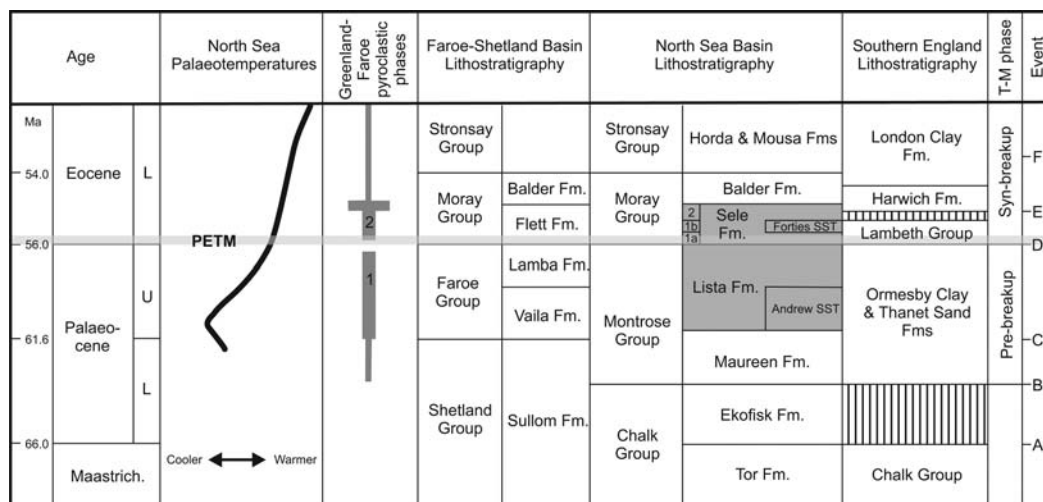 Age
North Sea
Palaeotemperatures
Greenland-
Faroe
pyroclastic
phases
Faroe-Shetland Basin
Lithostratigraphy
North Sea Basin
Lithostratigraphy
Southern England
Lithostratigraphy
T-M phase
Event
Ma
54.0
56.0
61.6
66.0
Eocene
Palaeo-
cene
Maastrich.
L
U
L
PETM
Cooler
Warmer
2
1
Stronsay
Group
Moray
Group
Faroe
Group
Shetland
Group
Balder Fm.
Flett Fm.
Lamba Fm.
Vaila Fm.
Sullom Fm.
Stronsay
Group
Moray
Group
Montrose
Group
Chalk
Group
Horda & Mousa Fms
Balder Fm.
2
1b
1a
Sele
Fm.
Forties SST
Lista Fm.
Andrew SST
Maureen Fm.
Ekofisk Fm.
Tor Fm.
London Clay
Fm.
Harwich Fm.
Lambeth Group
Ormesby Clay
& Thanet Sand
Fms
Chalk Group
Syn-breakup
Pre-breakup
F
E
D
C
B
A